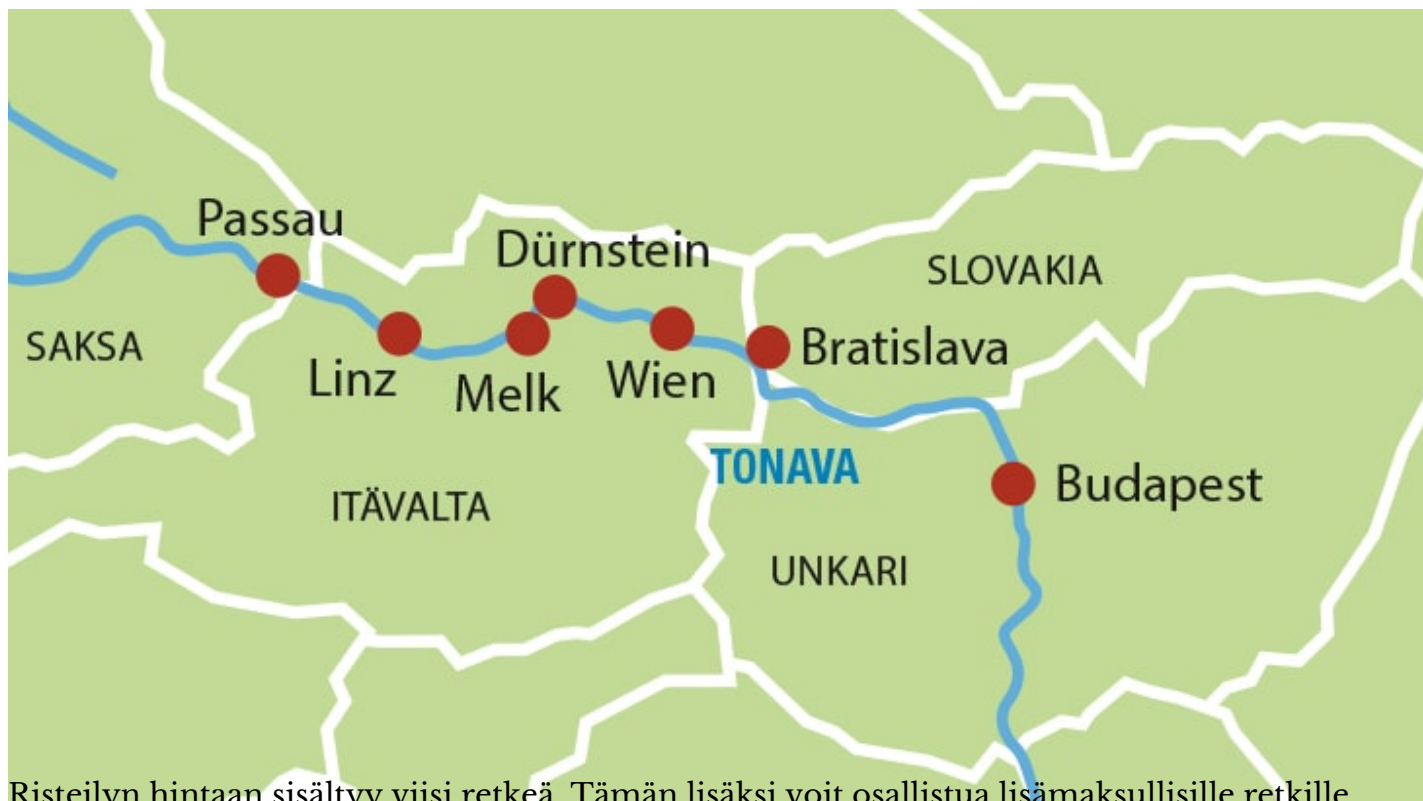 Passau
Dürnstein
SLOVAKIA
SAKSA
Linz
Melk
Wien
Bratislava
TONAVA
Budapest
ITÄVALTA
UNKARI
Risteilyn hintaan sisältyy viisi retkeä. Tämän lisäksi voit osallistua lisämaksullisille retkille